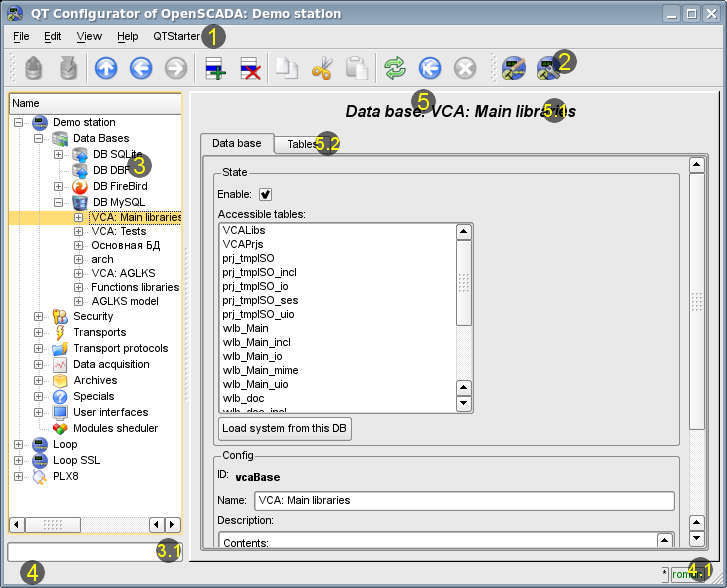 QT Configurator of OpenSCADA: Demo station
File Edit View Help QTStarter 1
2
Name
Demo station
Data Bases
DB SQLite
DB DBF 3
DB FireBird
DB MySQL
VCA: Main libraries
VCA: Tests
Основная БД
arch
VCA: AGLKS
Functions libraries
AGLKS model
Security
Transports
Transport protocols
Data acquisition
Archives
Specials
User interfaces
Modules sheduler
Loop
Loop SSL
PLX8
3.1
4
5
Data base: VCA: Main libraries 5.1
Data base Tables 5.2
State
Enable:
Accessible tables:
VCALibs
VCAPrjs
prj_tmplSO
prj_tmplSO_incl
prj_tmplSO_io
prj_tmplSO_ses
prj_tmplSO_uio
wlb_Main
wlb_Main_incl
wlb_Main_io
wlb_Main_mime
wlb_Main_uio
wlb_doc
wlb_doc_incl
Load system from this DB
Config
ID: vcaBase
Name: VCA: Main libraries
Description:
Contents:
* 4.1